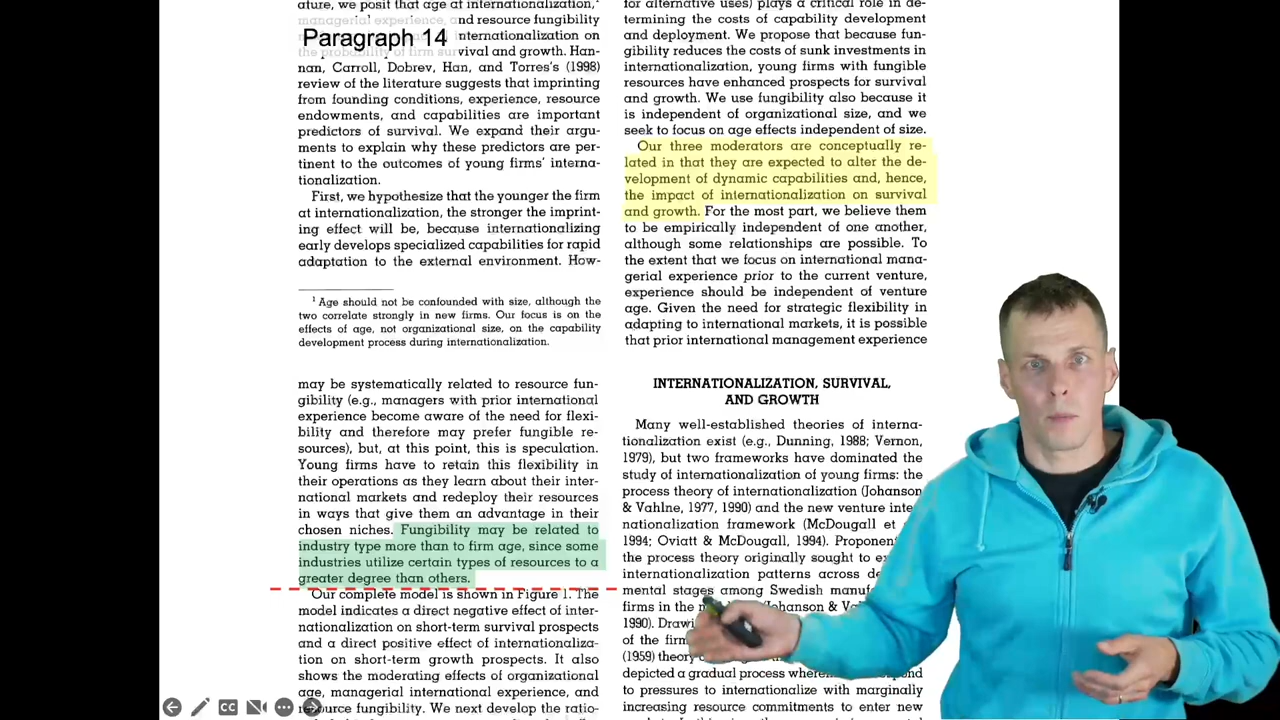 ature, we posit that age at internationalization,¹
managerial experience, and resource fungibility
Paragraph 14
internationalization on
the probability of firm survival and growth. Han-
nan, Carroll, Dobrev, Han, and Torres's (1998)
review of the literature suggests that imprinting
from founding conditions, experience, resource
endowments, and capabilities are important
predictors of survival. We expand their argu-
ments to explain why these predictors are per-
tinent to the outcomes of young firms' interna-
tionalization.
First, we hypothesize that the younger the firm
at internationalization, the stronger the imprint-
ing effect will be, because internationalizing
early develops specialized capabilities for rapid
adaptation to the external environment. How-
¹ Age should not be confounded with size, although the
two correlate strongly in new firms. Our focus is on the
effects of age, not organizational size, on the capability
development process during internationalization.
may be systematically related to resource fun-
gibility (e.g., managers with prior international
experience become aware of the need for flexi-
bility and therefore may prefer fungible re-
sources), but, at this point, this is speculation.
Young firms have to retain this flexibility in
their operations as they learn about their inter-
national markets and redeploy their resources
in ways that give them an advantage in their
chosen niches. Fungibility may be related to
industry type more than to firm age, since some
industries utilize certain types of resources to a
greater degree than others.
Our complete model is shown in Figure 1. The
model indicates a direct negative effect of inter-
nationalization on short-term survival prospects
and a direct positive effect of internationaliza-
tion on short-term growth prospects. It also
shows the moderating effects of organizational
age, managerial international experience, and
resource fungibility. We next develop the ratio-
for alternative uses) plays a critical role in de-
termining the costs of capability development
and deployment. We propose that because fun-
gibility reduces the costs of sunk investments in
internationalization, young firms with fungible
resources have enhanced prospects for survival
and growth. We use fungibility also because it
is independent of organizational size, and we
seek to focus on age effects independent of size.
Our three moderators are conceptually re-
lated in that they are expected to alter the de-
velopment of dynamic capabilities and, hence,
the impact of internationalization on survival
and growth. For the most part, we believe them
to be empirically independent of one another,
although some relationships are possible. To
the extent that we focus on international mana-
gerial experience prior to the current venture,
experience should be independent of venture
age. Given the need for strategic flexibility in
adapting to international markets, it is possible
that prior international management experience
INTERNATIONALIZATION, SURVIVAL,
AND GROWTH
Many well-established theories of interna-
tionalization exist (e.g., Dunning, 1988; Vernon,
1979), but two frameworks have dominated the
study of internationalization of young firms: the
process theory of internationalization (Johanson
& Vahlne, 1977, 1990) and the new venture inte
nationalization framework (McDougall et
1994; Oviatt & McDougall, 1994). Proponen
the process theory originally sought to e
internationalization patterns across de
mental stages among Swedish manuf
firms in the (Johanson & Va
1990). Draw
of the firm
(1959) theory
depicted a gradual process where
to pressures to internationalize with marginally
increasing resource commitments to enter new
CC